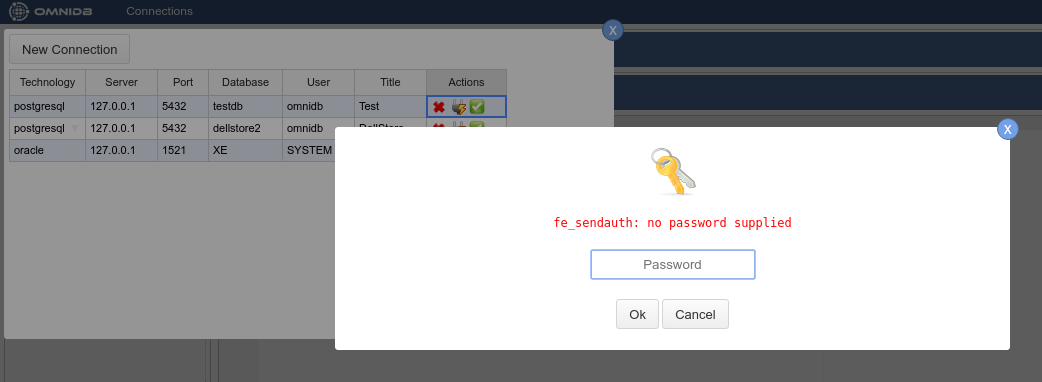 OMNIDB Connections
X
New Connection
Technology Server Port Database User Title Actions
postgresql 127.0.0.1 5432 testdb omnidb Test
postgresql 127.0.0.1 5432 dellstore2 omnidb
oracle 127.0.0.1 1521 XE SYSTEM
X
fe_sendauth: no password supplied
Password
Ok Cancel